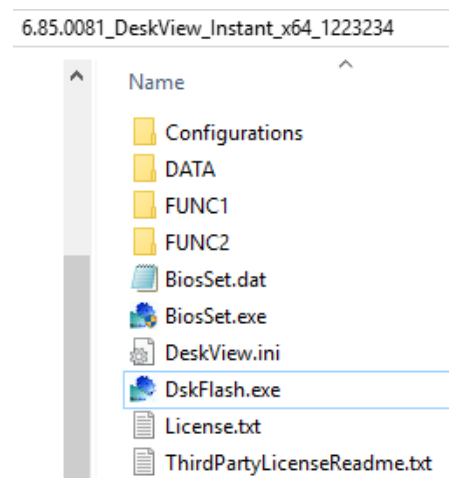 6.85.0081_DeskView_Instant_x64_1223234
Name
Configurations
DATA
FUNC1
FUNC2
BiosSet.dat
BiosSet.exe
DeskView.ini
DskFlash.exe
License.txt
ThirdPartyLicenseReadme.txt